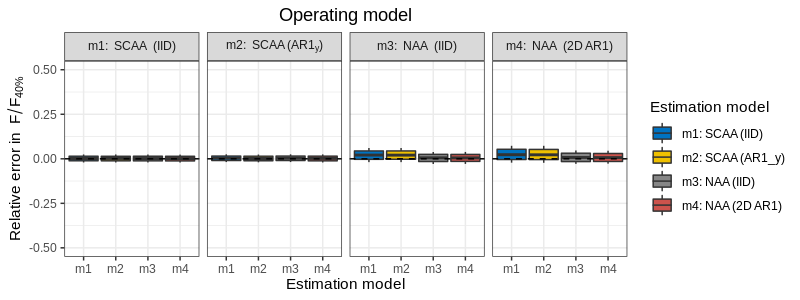 Operating model
m1: SCAA (IID)
m2: SCAA (AR1y)
m3: NAA (IID)
m4: NAA (2D AR1)
Relative error in F/F40%
0.50
0.25
0.00
-0.25
-0.50
m1 m2 m3 m4
m1 m2 m3 m4
m1 m2 m3 m4
m1 m2 m3 m4
Estimation model
Estimation model
m1: SCAA (IID)
m2: SCAA (AR1_y)
m3: NAA (IID)
m4: NAA (2D AR1)